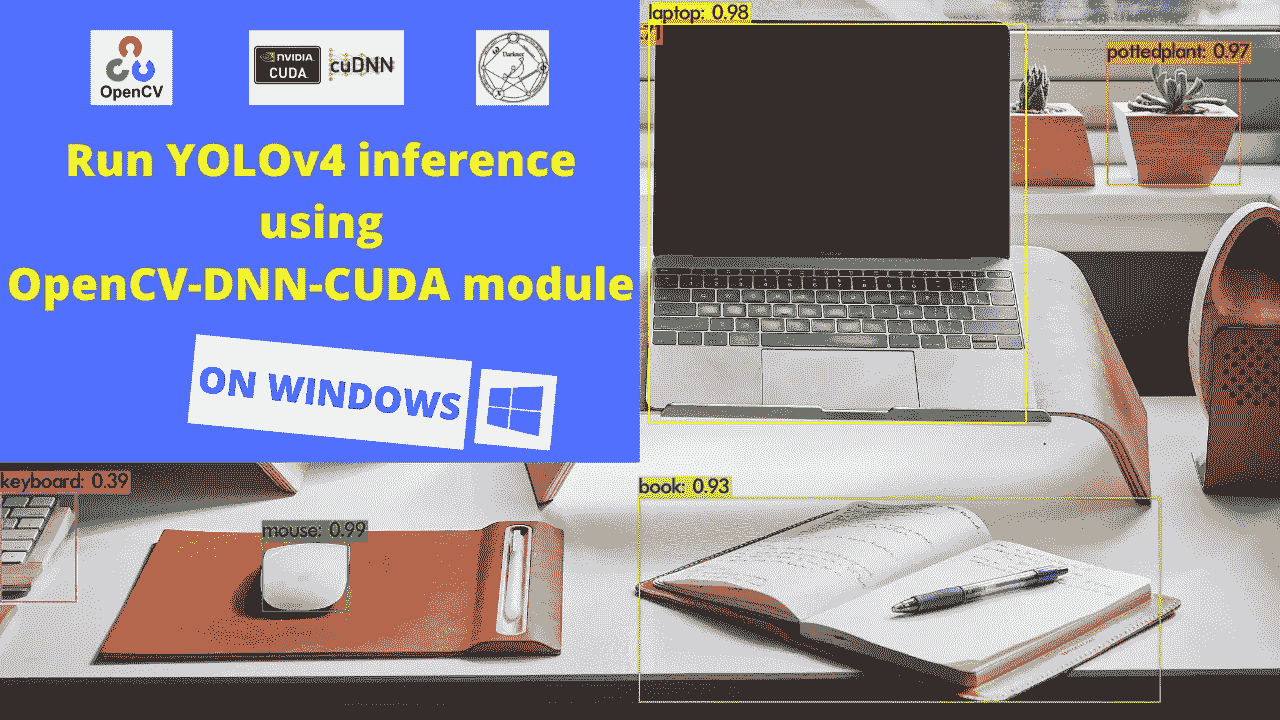 OpenCV
NVIDIA
CUDA
cuDNN
Darknet
Run YOLOv4 inference
using
OpenCV-DNN-CUDA module
ON WINDOWS
laptop: 0.98
pottedplant: 0.97
keyboard: 0.39
mouse: 0.99
book: 0.93